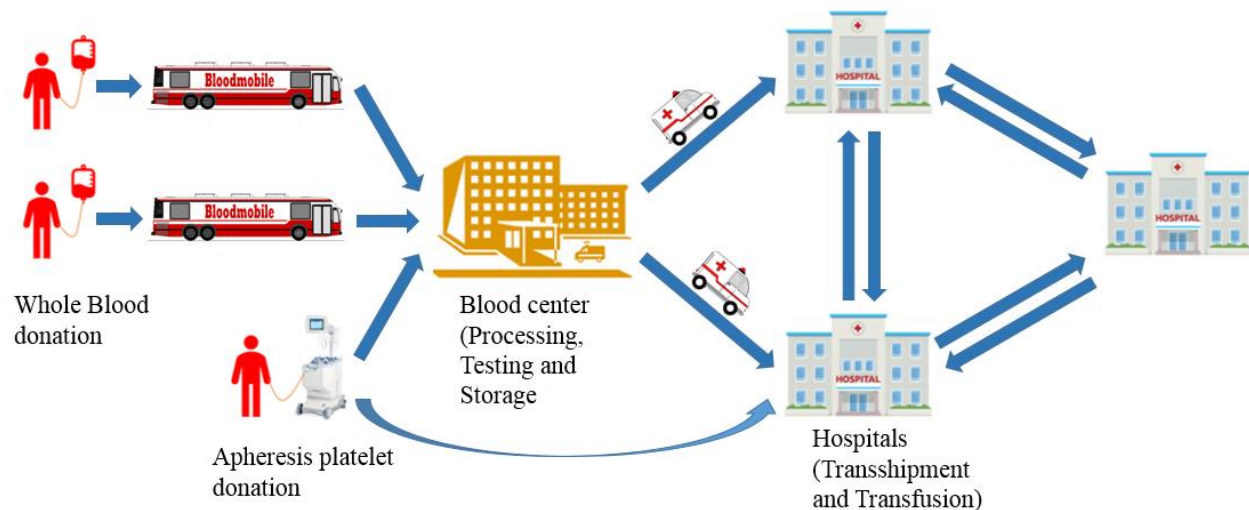 Bloodmobile
Bloodmobile
Whole Blood
donation
Apheresis platelet
donation
Blood center
(Processing,
Testing and
Storage
HOSPITAL
HOSPITAL
HOSPITAL
Hospitals
(Transshipment
and Transfusion)